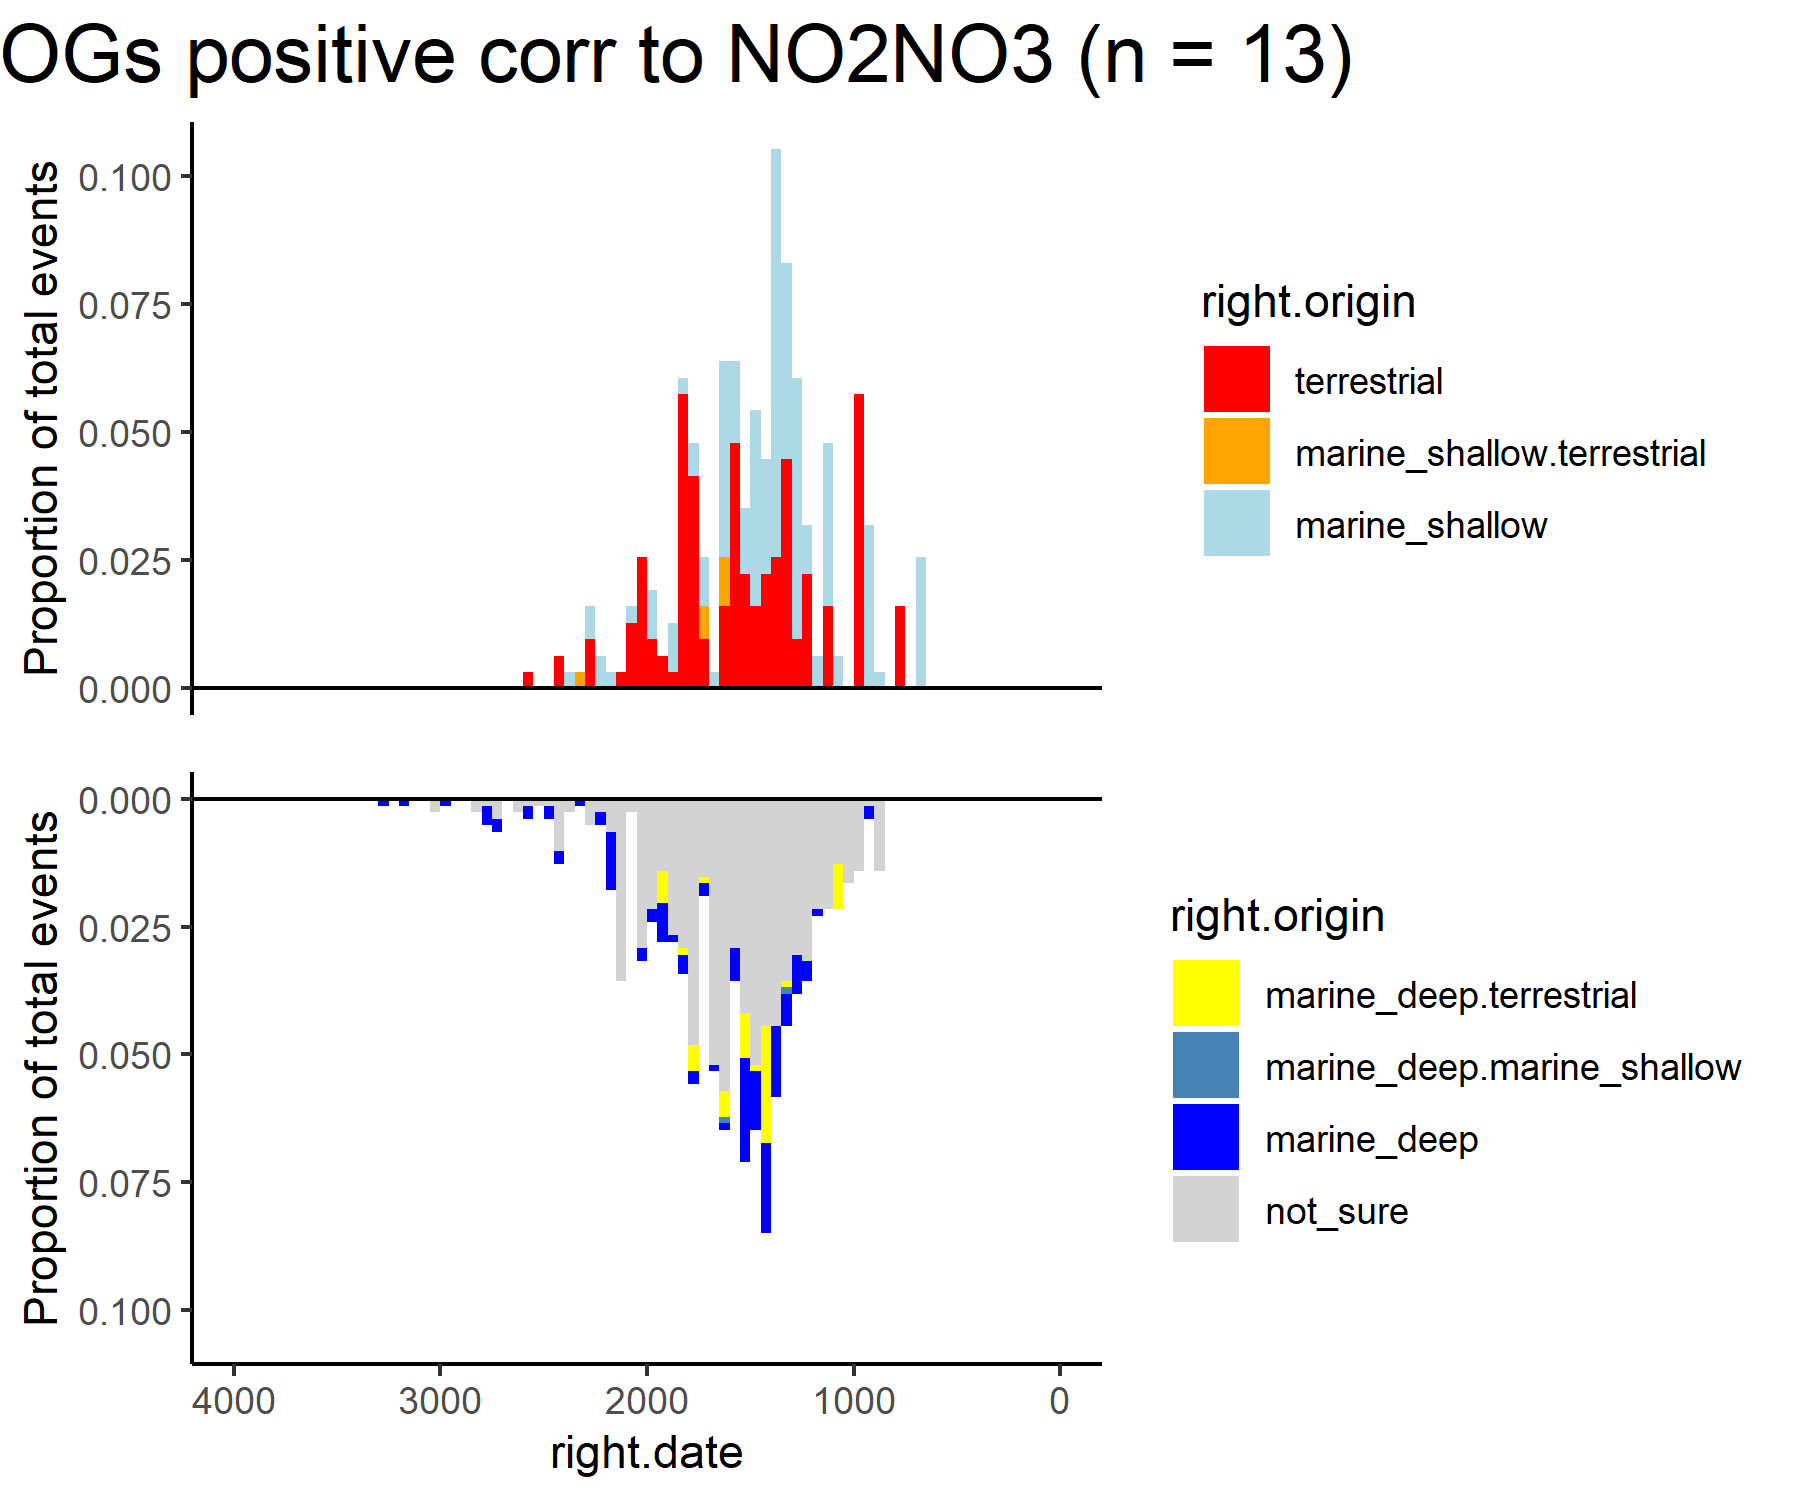 OGs positive corr to NO2NO3 (n = 13)
Proportion of total events
0.100
0.075
0.050
0.025
0.000
right.origin
terrestrial
marine_shallow.terrestrial
marine_shallow
Proportion of total events
0.000
0.025
0.050
0.075
0.100
right.origin
marine_deep.terrestrial
marine_deep.marine_shallow
marine_deep
not_sure
4000 3000 2000 1000 0
right.date